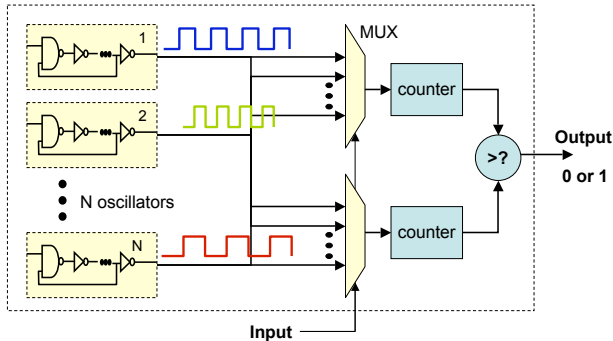 1
MUX
counter
2
>?
Output
0 or 1
N oscillators
N
counter
Input